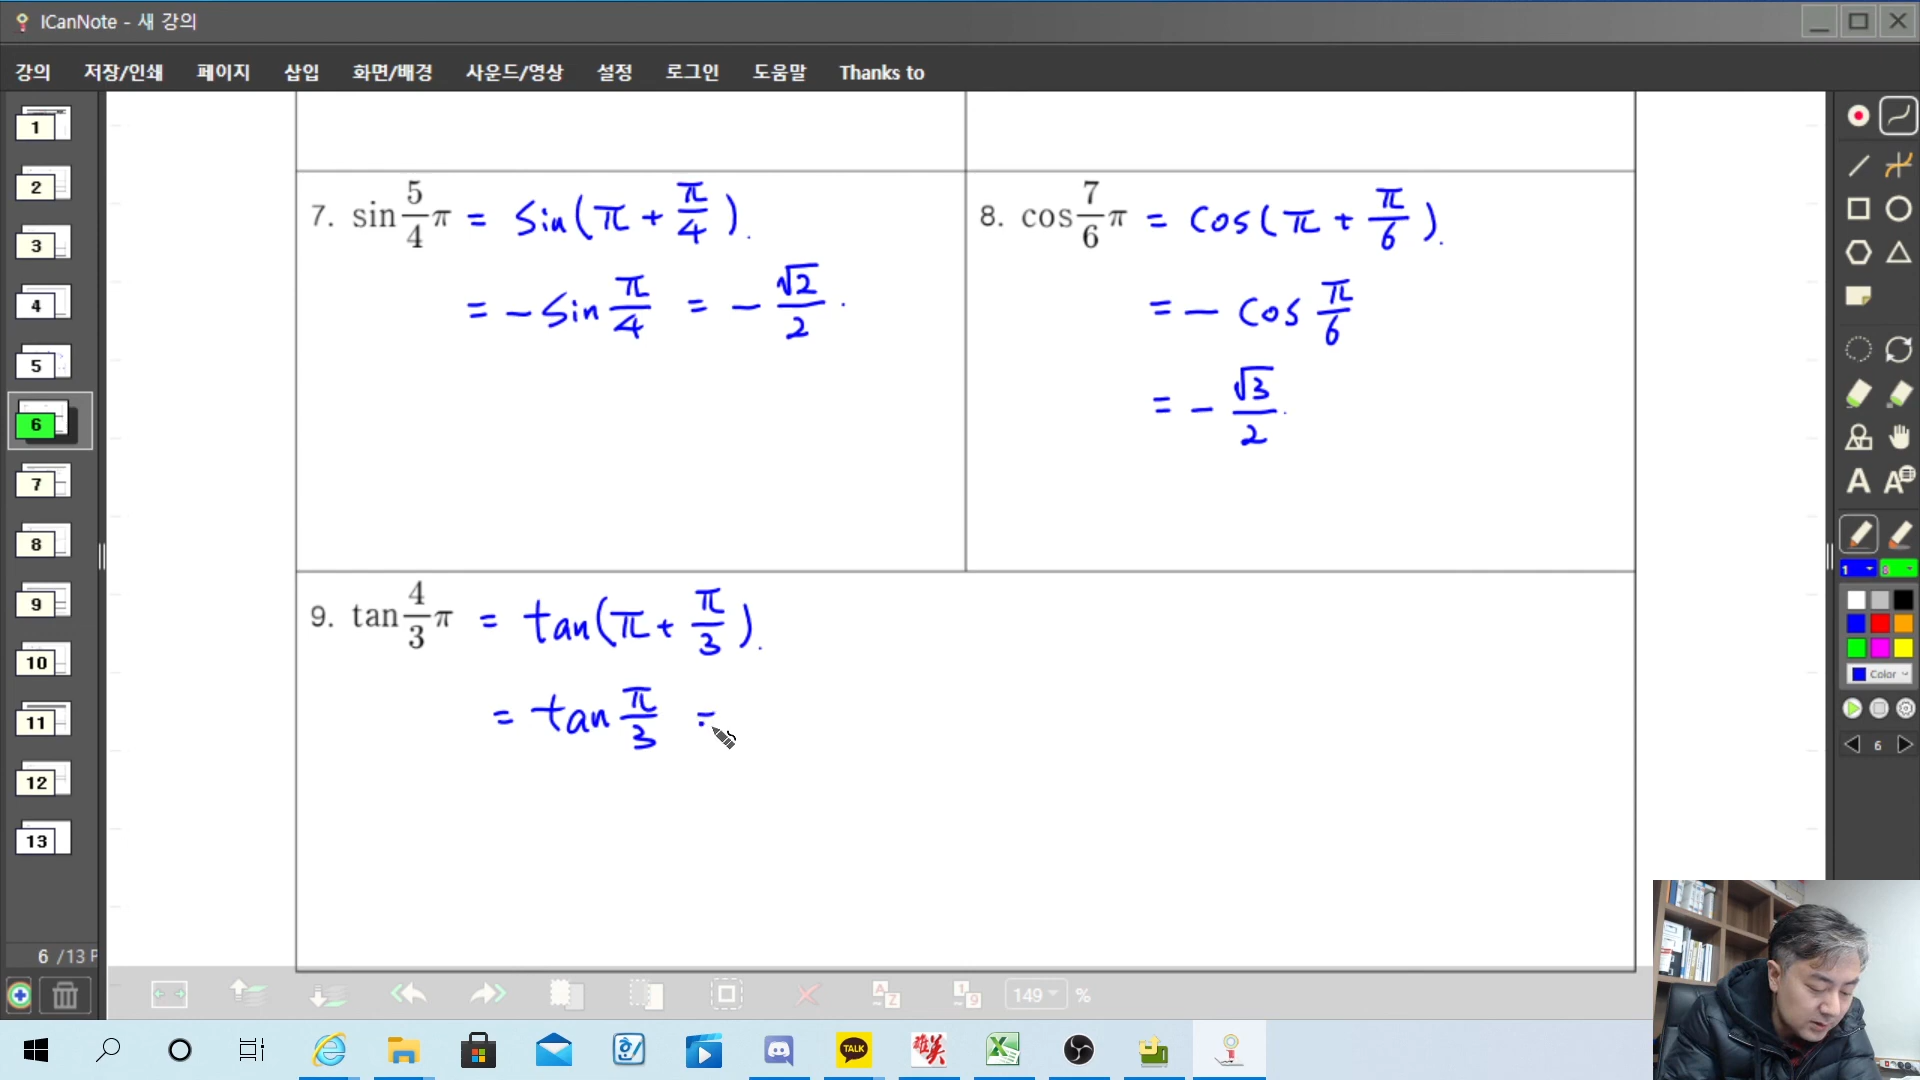 ICanNote - 새 강의
강의 저장/인쇄 페이지 삽입 화면/배경 사운드/영상 설정 로그인 도움말 Thanks to
1
2
3
4
5
6
7
8
9
10
11
12
13
6 /13 P
7. sin 5/4 π = sin(π + π/4).
= - sin π/4 = - √2/2.
8. cos 7/6 π = cos(π + π/6).
= - cos π/6
= - √3/2.
9. tan 4/3 π = tan(π + π/3).
= tan π/3 =
A A
1
Color
6
A Z
1 9
149 %
TALK